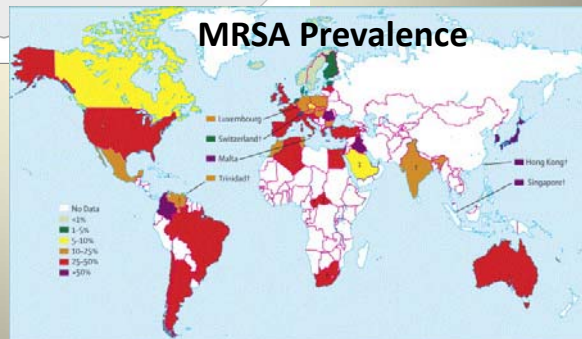 MRSA Prevalence
Luxembourg
Switzerland†
Malta
Trinidad†
Hong Kong†
Singapore†
No Data
<1%
1-5%
5-10%
10-25%
25-50%
>50%